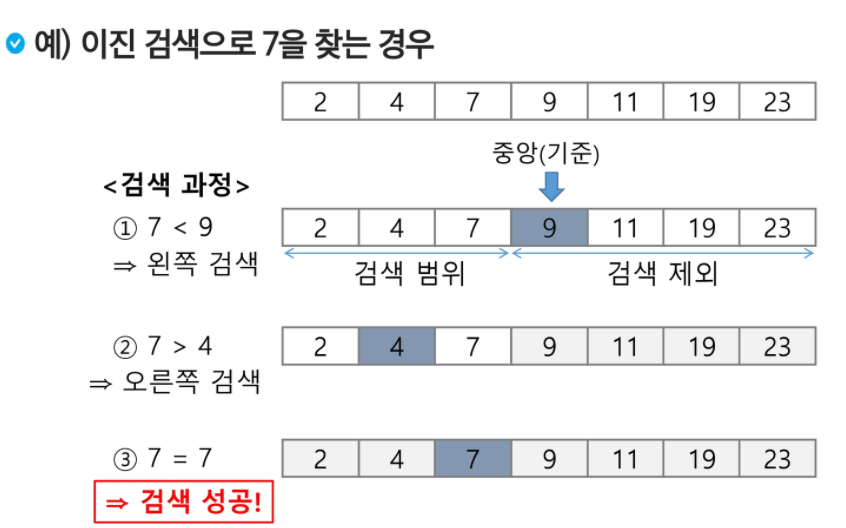 예) 이진 검색으로 7을 찾는 경우
2 4 7 9 11 19 23
중앙(기준)
<검색 과정>
① 7 < 9
2 4 7 9 11 19 23
⇒ 왼쪽 검색
검색 범위 검색 제외
② 7 > 4
2 4 7 9 11 19 23
⇒ 오른쪽 검색
③ 7 = 7
2 4 7 9 11 19 23
⇒ 검색 성공!